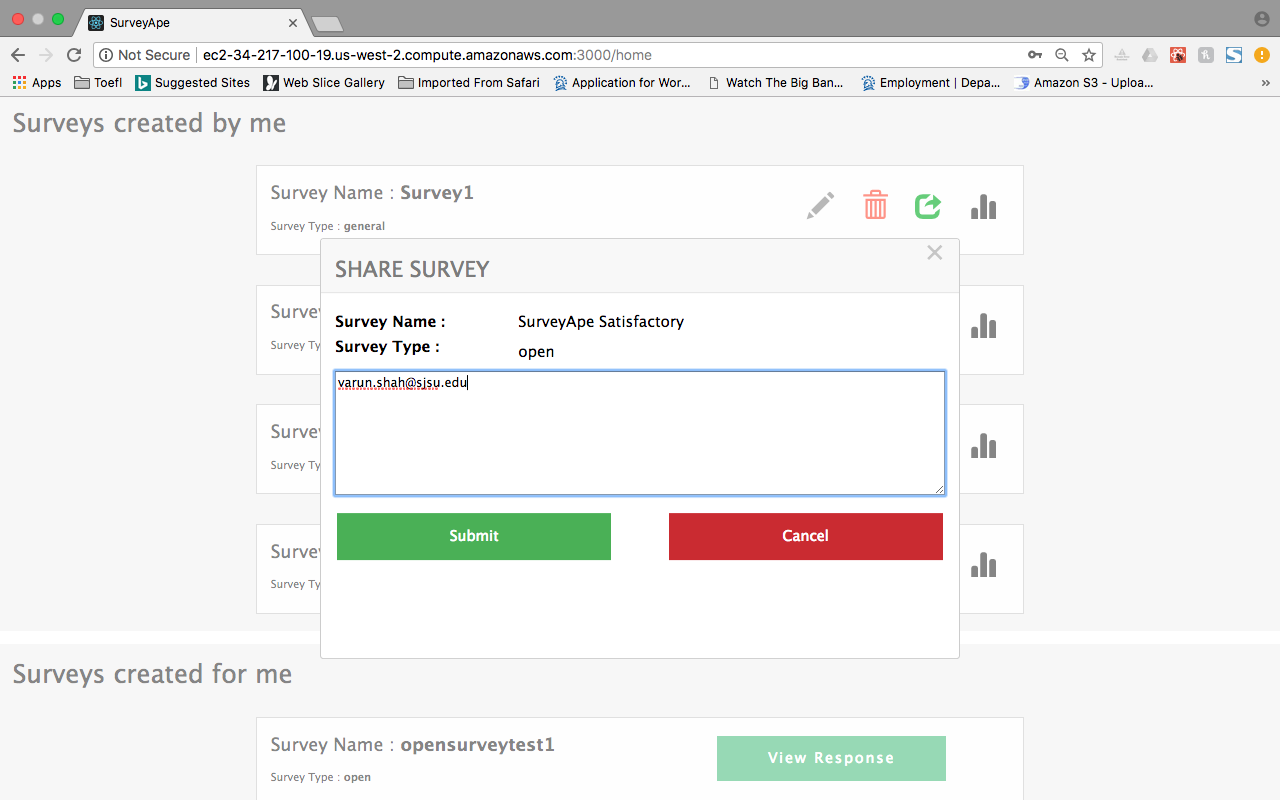 SurveyApe
Not Secure ec2-34-217-100-19.us-west-2.compute.amazonaws.com:3000/home
Apps Toefl Suggested Sites Web Slice Gallery Imported From Safari Application for Wor... Watch The Big Ban... Employment | Depa... Amazon S3 - Uploa... »
Surveys created by me
Survey Name : Survey1
Survey Type : general
SHARE SURVEY
Survey Name : SurveyApe Satisfactory
Survey Type : open
varun.shah@sjsu.edu
Submit Cancel
Surve
Survey Ty
Surve
Survey Ty
Surve
Survey Ty
Surveys created for me
Survey Name : opensurveytest1
Survey Type : open
View Response